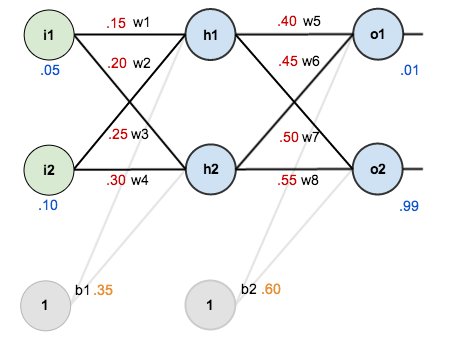 .15 w1
.40 w5
i1
h1
o1
.20 w2
.45 w6
.05
.01
.25 w3
.50 w7
i2
h2
o2
.30 w4
.55 w8
.10
.99
b1 .35
b2 .60
1
1